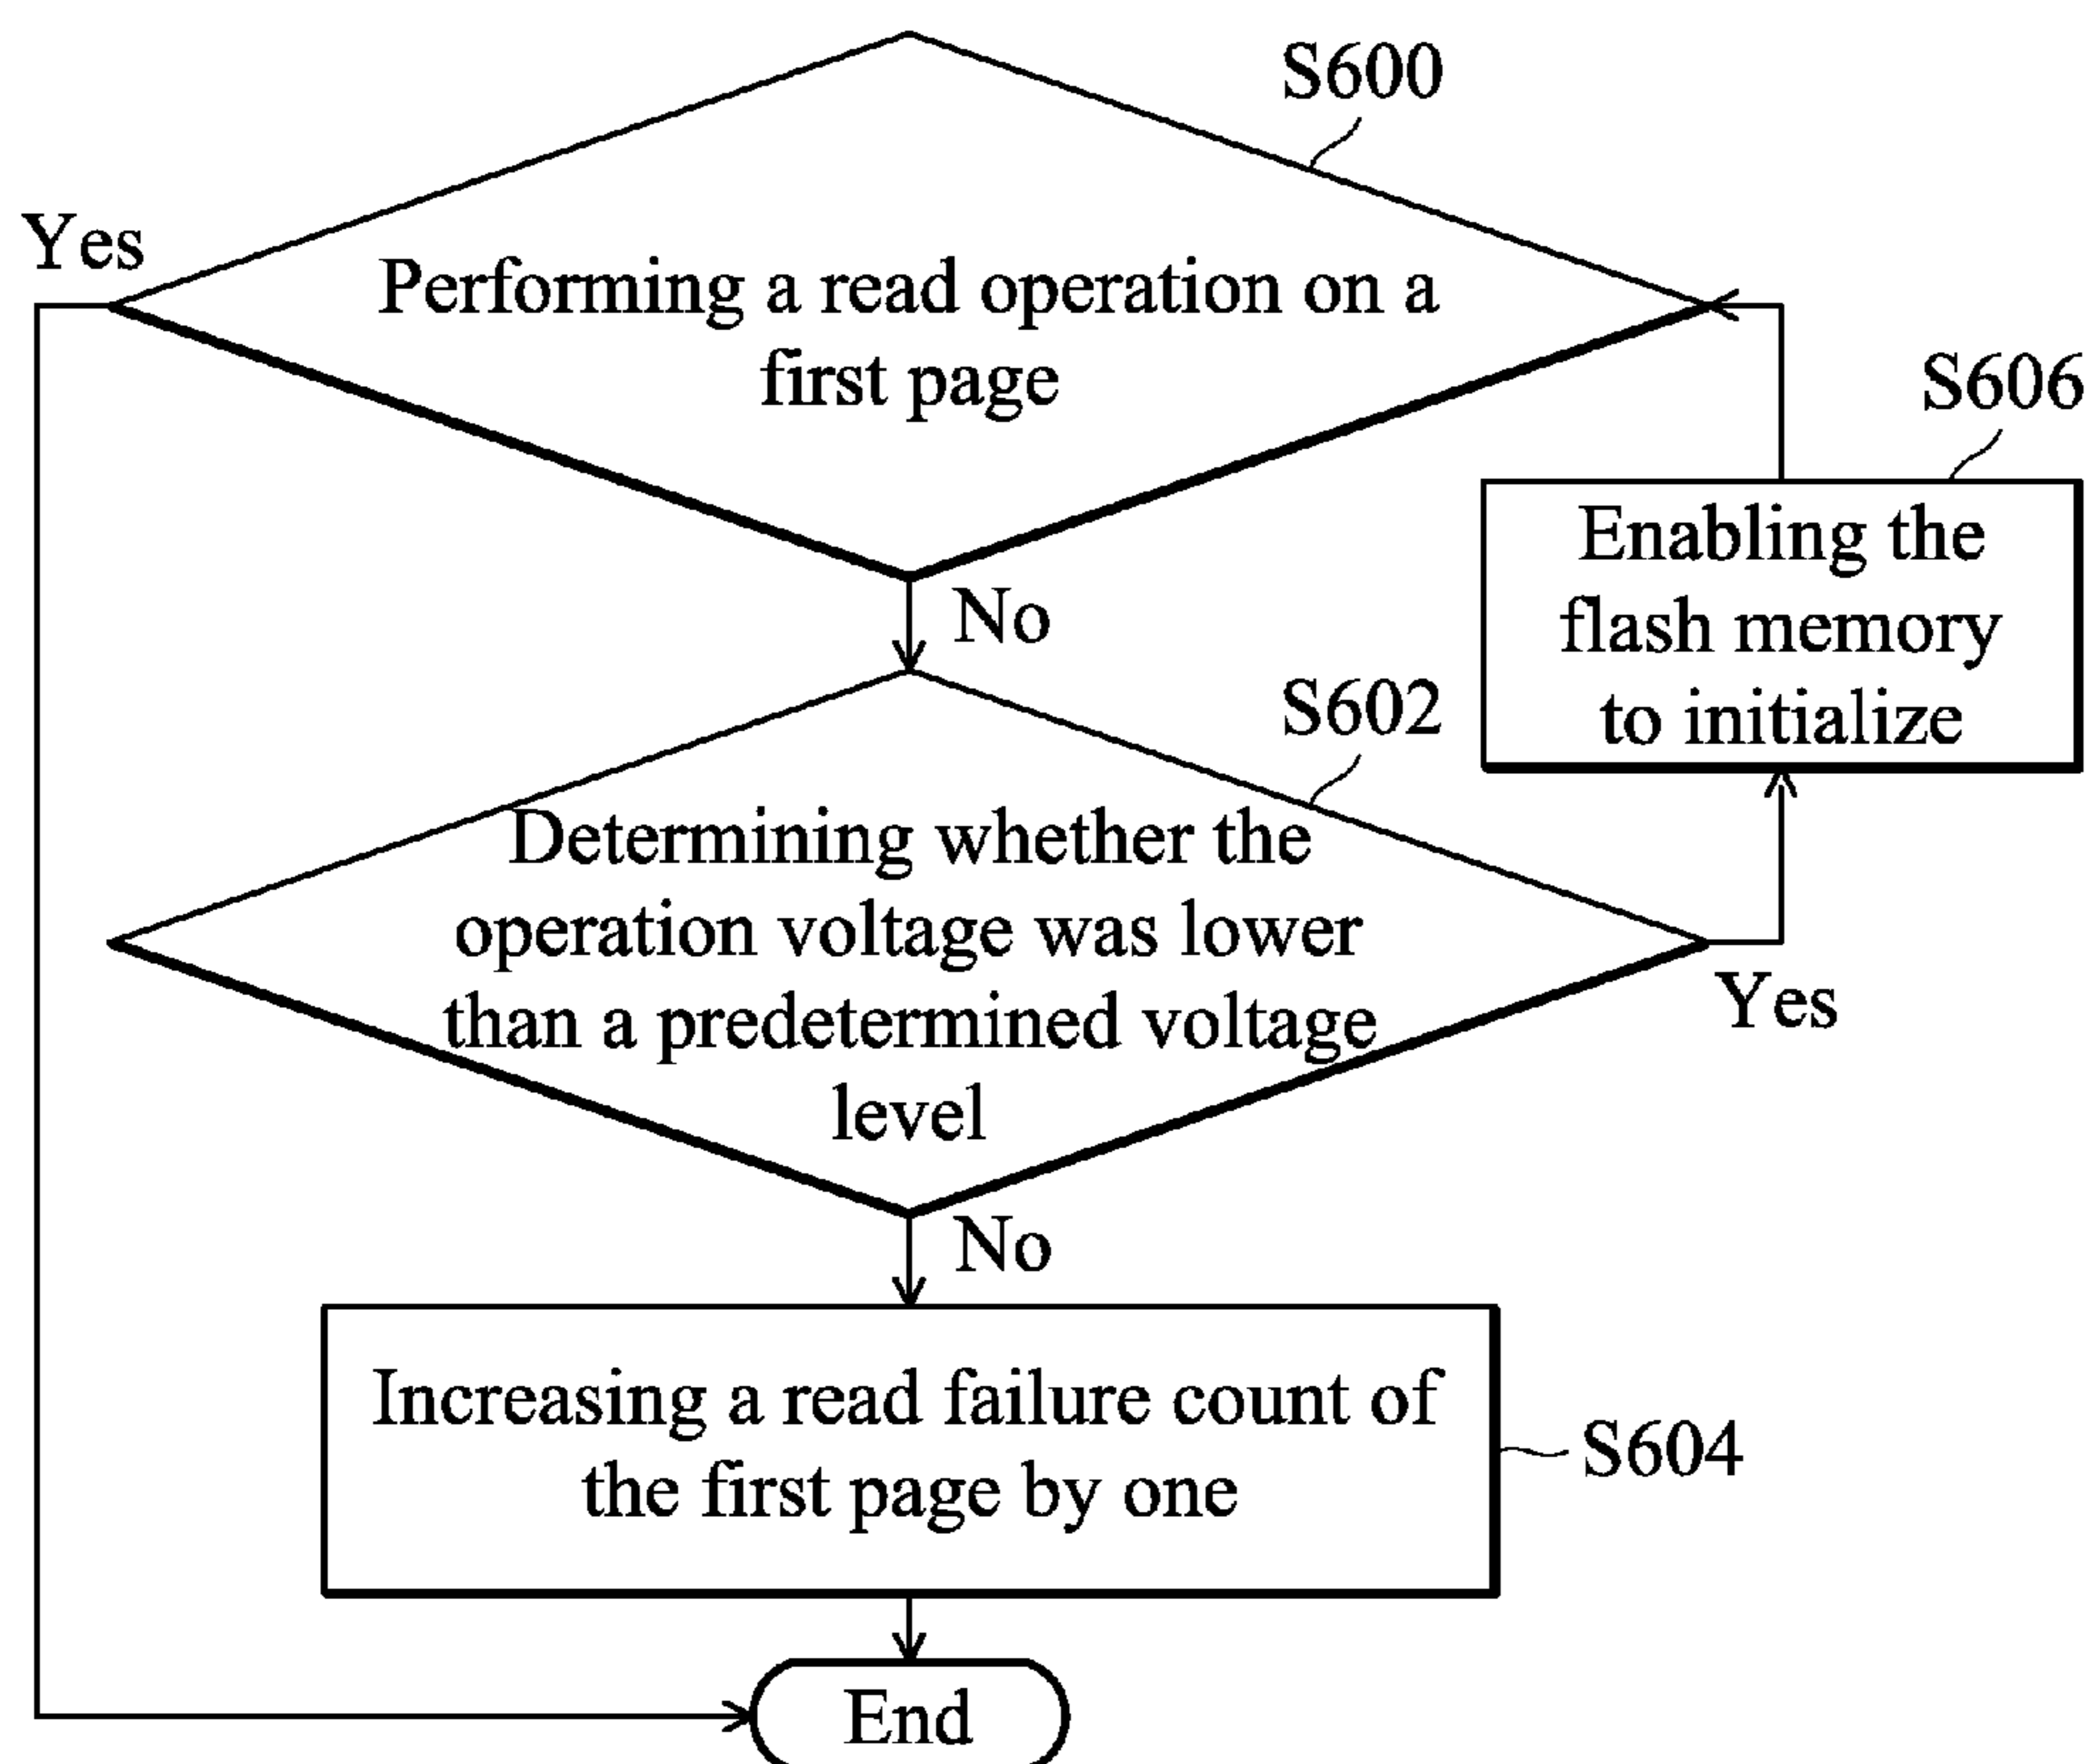 S600
Yes
Performing a read operation on a
first page
S606
Enabling the
flash memory
to initialize
No
S602
Determining whether the
operation voltage was lower
than a predetermined voltage
level
Yes
No
Increasing a read failure count of
the first page by one
S604
End